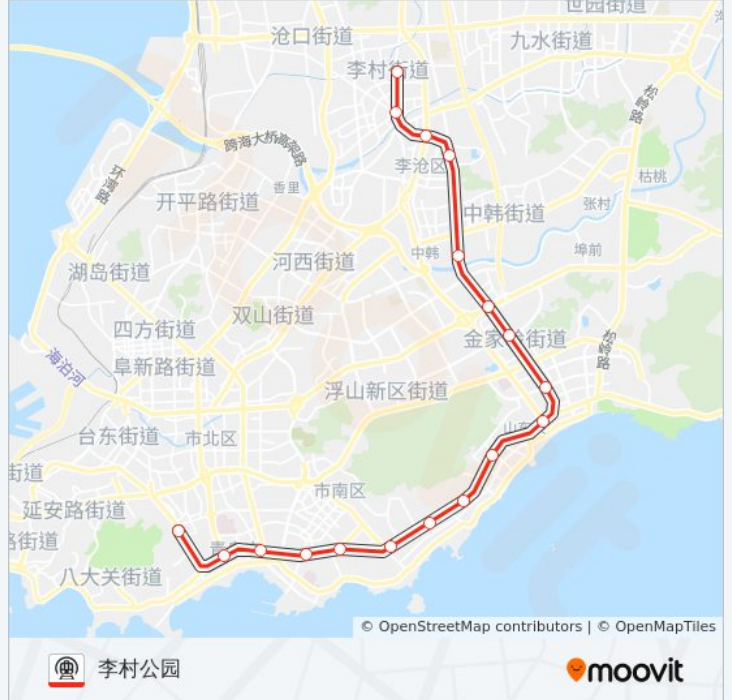 世园街道
沧口街道
九水街道
李村街道
松岭路
跨海大桥高架路
李沧区
环湾路
枯桃
香里
开平路街道
张村
中韩街道
中韩
埠前
河西街道
湖岛街道
双山街道
四方街道
金家岭街道
松岭路
阜新路街道
海泊河
浮山新区街道
台东街道
市北区
街道
市南区
延安路街道
路街道
八大关街道
© OpenStreetMap contributors | © OpenMapTiles
李村公园
moovit